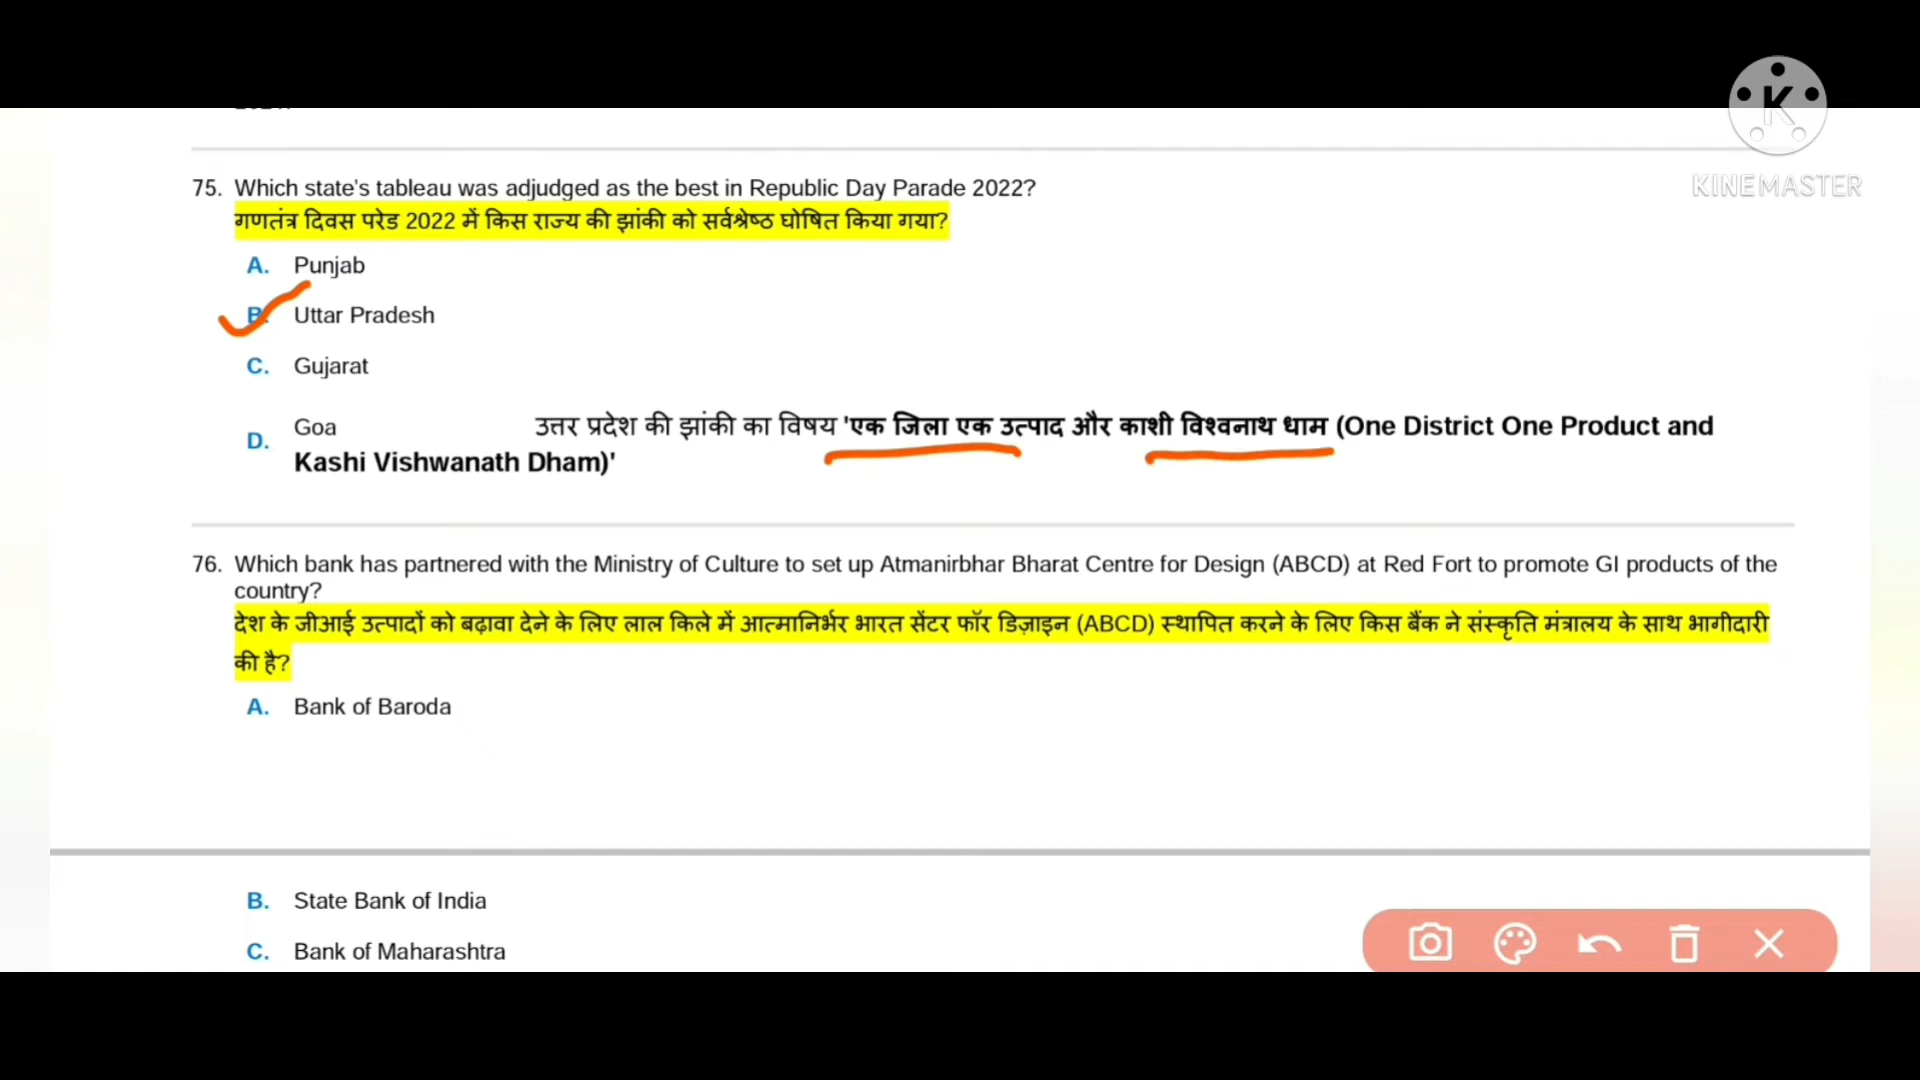 KINEMASTER
75. Which state's tableau was adjudged as the best in Republic Day Parade 2022?
गणतंत्र दिवस परेड 2022 में किस राज्य की झांकी को सर्वश्रेष्ठ घोषित किया गया?
A. Punjab
B. Uttar Pradesh
C. Gujarat
D. Goa उत्तर प्रदेश की झांकी का विषय 'एक जिला एक उत्पाद और काशी विश्वनाथ धाम (One District One Product and
Kashi Vishwanath Dham)'
76. Which bank has partnered with the Ministry of Culture to set up Atmanirbhar Bharat Centre for Design (ABCD) at Red Fort to promote GI products of the
country?
देश के जीआई उत्पादों को बढ़ावा देने के लिए लाल किले में आत्मानिर्भर भारत सेंटर फॉर डिज़ाइन (ABCD) स्थापित करने के लिए किस बैंक ने संस्कृति मंत्रालय के साथ भागीदारी
की है?
A. Bank of Baroda
B. State Bank of India
C. Bank of Maharashtra